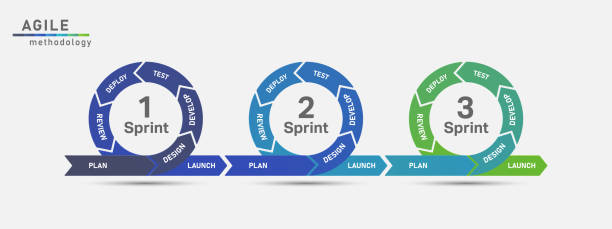 AGILE
methodology
DEPLOY
TEST
DEVELOP
DESIGN
REVIEW
1
Sprint
PLAN
LAUNCH
DEPLOY
TEST
DEVELOP
DESIGN
REVIEW
2
Sprint
PLAN
LAUNCH
DEPLOY
TEST
DEVELOP
DESIGN
REVIEW
3
Sprint
PLAN
LAUNCH